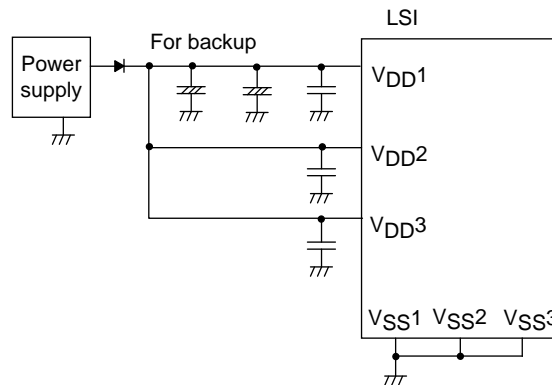 LSI
For backup
Power
supply
VDD1
VDD2
VDD3
VSS1 VSS2 VSS3